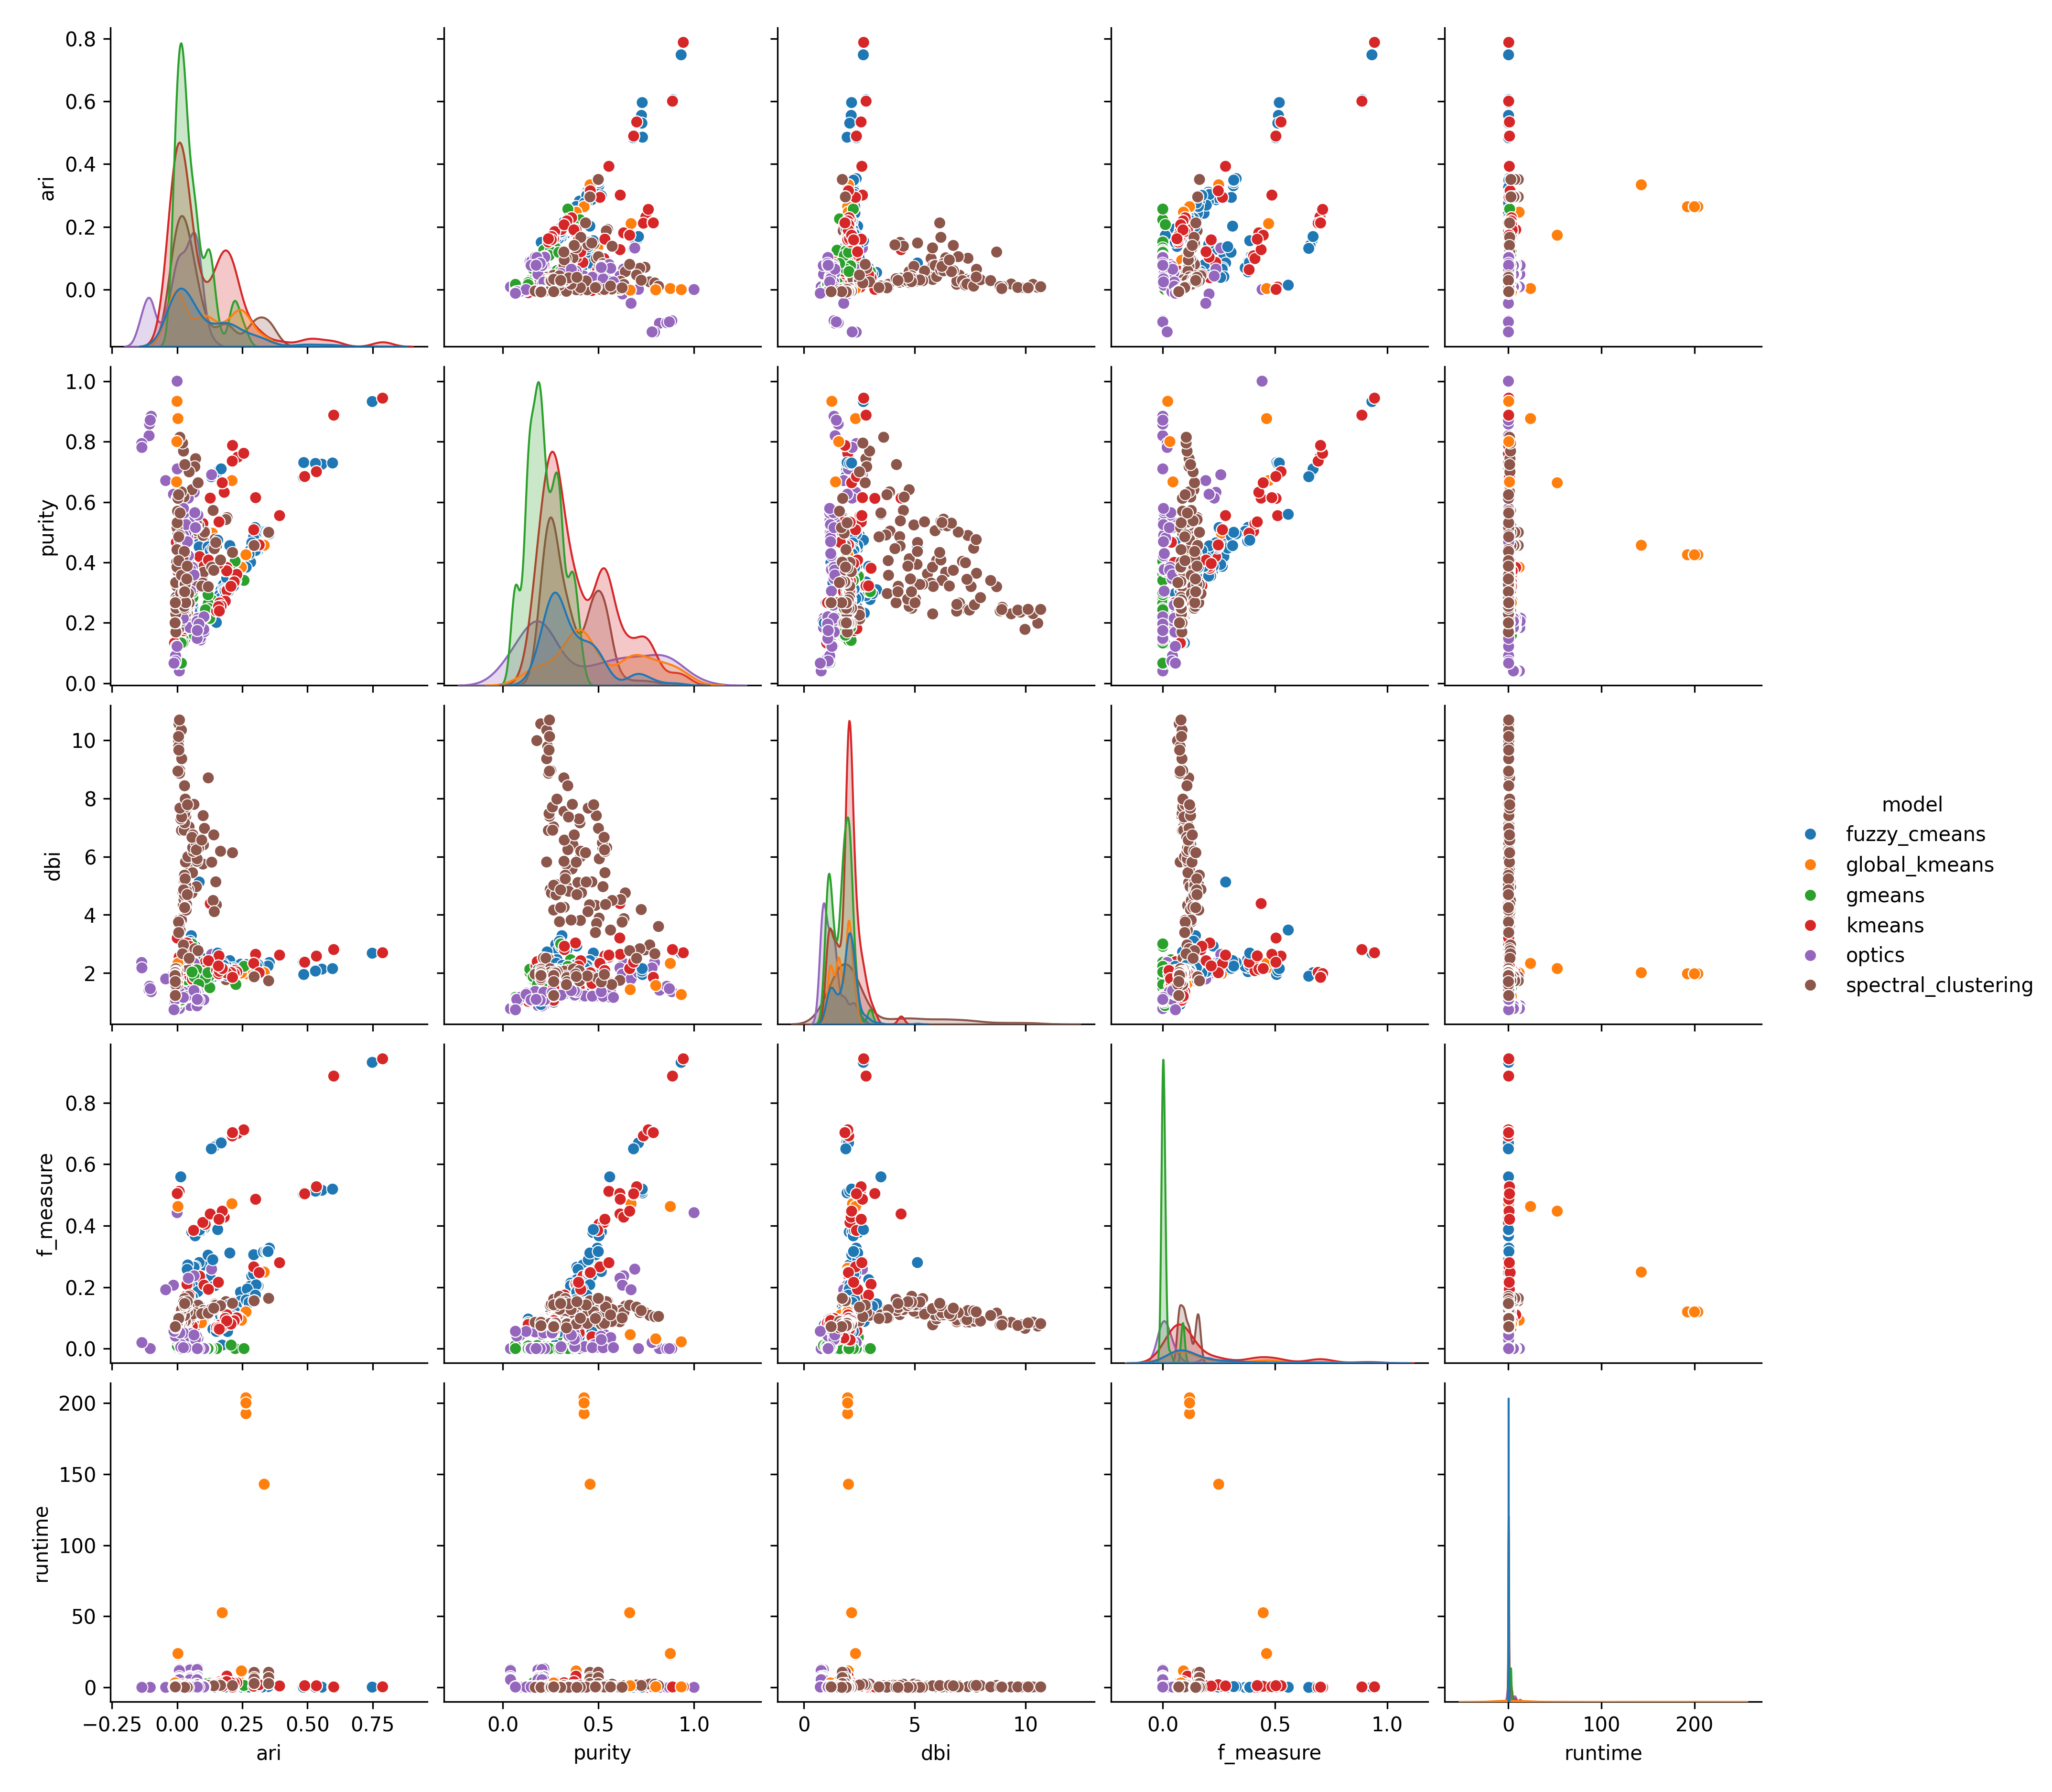 0.8
0.6
0.4
0.2
0.0
ari
1.0
0.8
0.6
0.4
0.2
0.0
purity
10
8
6
4
2
dbi
model
fuzzy_cmeans
global_kmeans
gmeans
kmeans
optics
spectral_clustering
0.8
0.6
0.4
0.2
0.0
f_measure
200
150
100
50
0
runtime
−0.25 0.00 0.25 0.50 0.75
0.0 0.5 1.0
0 5 10
0.0 0.5 1.0
0 100 200
ari
purity
dbi
f_measure
runtime